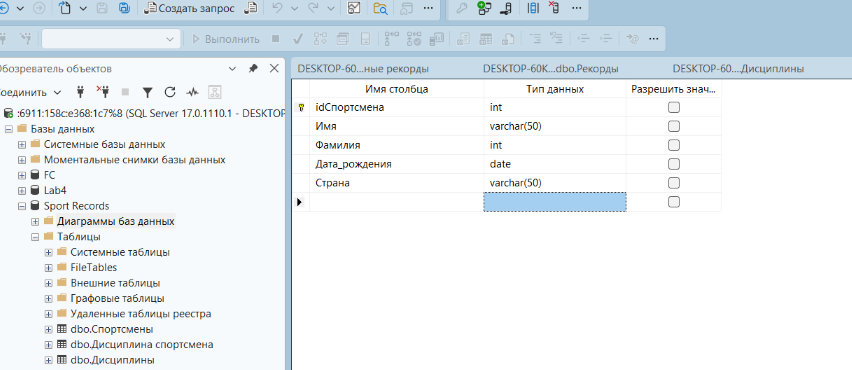 Создать запрос
Выполнить
Обозреватель объектов
Соединить
:6911:158c:e368:1c7%8 (SQL Server 17.0.1110.1 - DESKTOP
Базы данных
Системные базы данных
Моментальные снимки базы данных
FC
Lab4
Sport Records
Диаграммы баз данных
Таблицы
Системные таблицы
FileTables
Внешние таблицы
Графовые таблицы
Удаленные таблицы реестра
dbo.Спортсмены
dbo.Дисциплина спортсмена
dbo.Дисциплины
DESKTOP-60...ные рекорды DESKTOP-60K...dbo.Рекорды DESKTOP-60....Дисциплины
Имя столбца Тип данных Разрешить знач...
idСпортсмена int
Имя varchar(50)
Фамилия int
Дата_рождения date
Страна varchar(50)